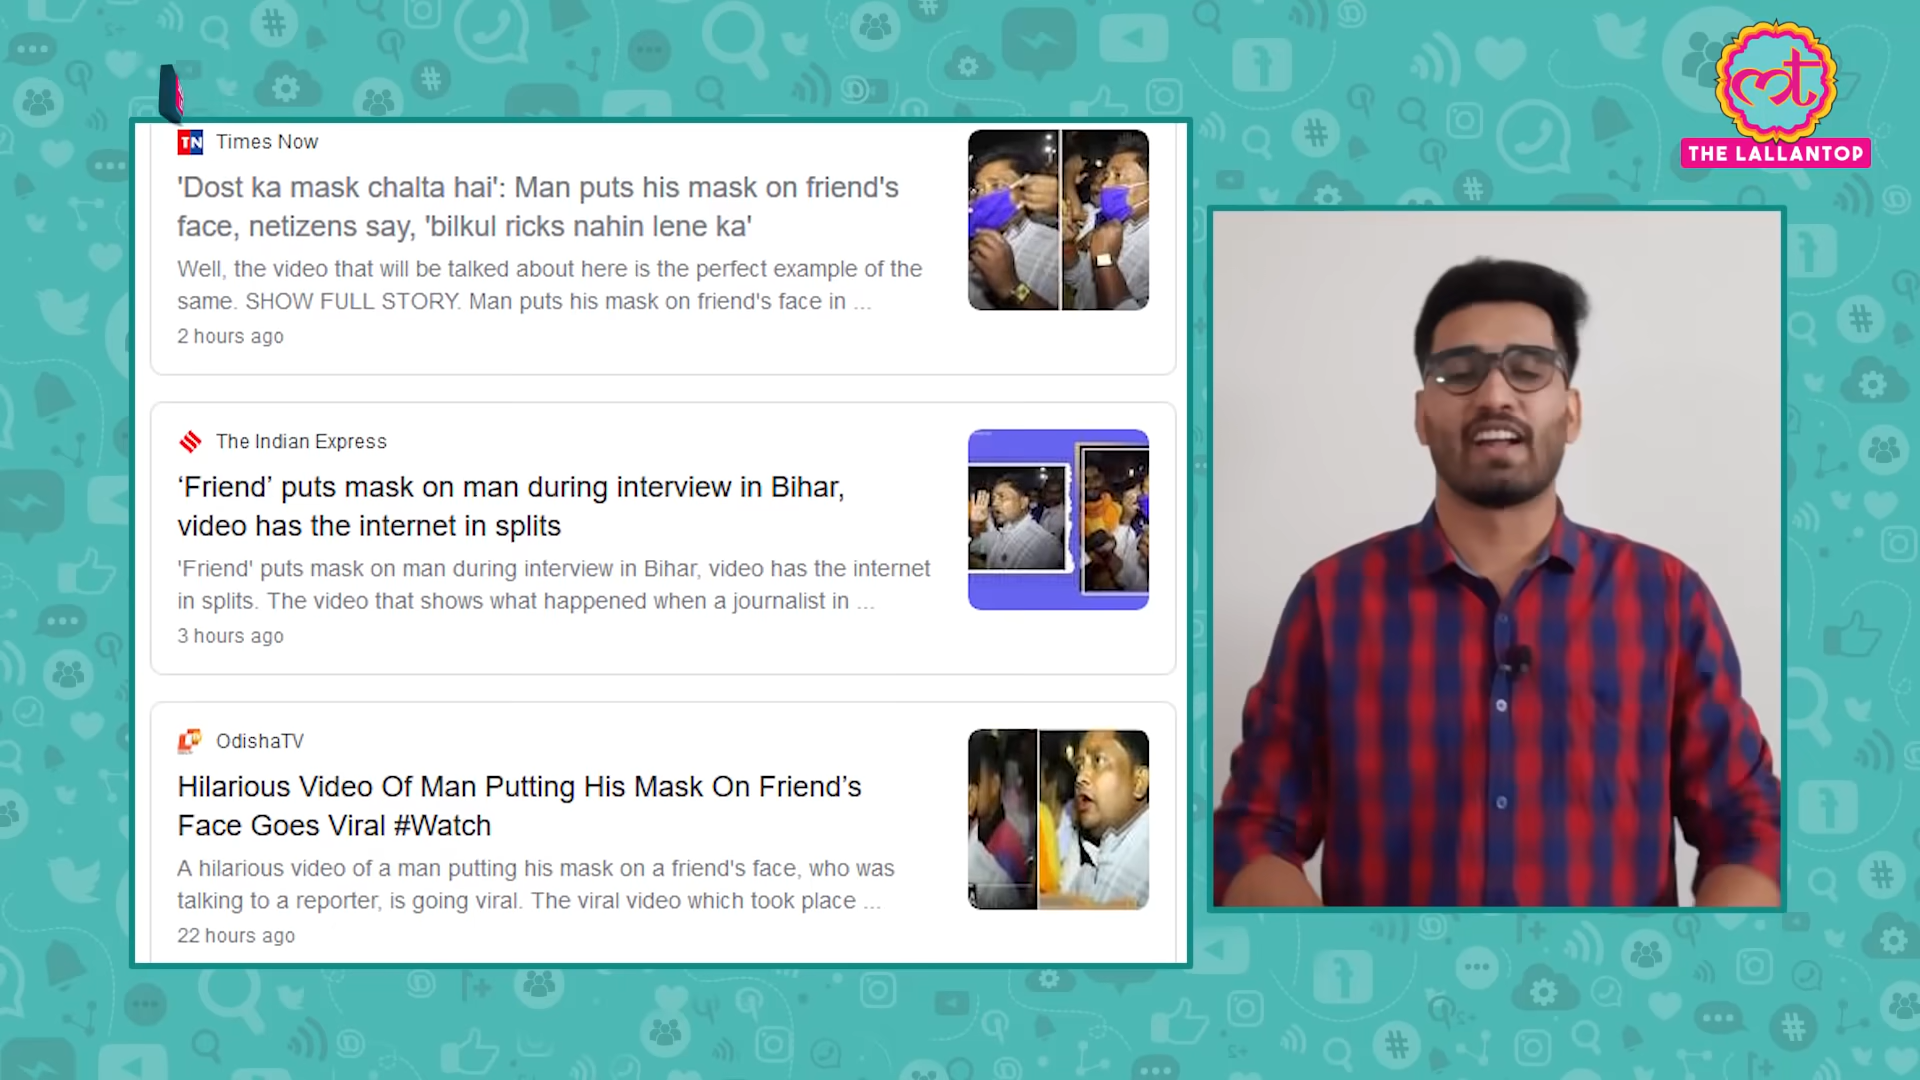 Times Now
'Dost ka mask chalta hai': Man puts his mask on friend's
face, netizens say, 'bilkul ricks nahin lene ka'
Well, the video that will be talked about here is the perfect example of the
same. SHOW FULL STORY. Man puts his mask on friend's face in ...
2 hours ago
The Indian Express
‘Friend’ puts mask on man during interview in Bihar,
video has the internet in splits
'Friend' puts mask on man during interview in Bihar, video has the internet
in splits. The video that shows what happened when a journalist in ...
3 hours ago
OdishaTV
Hilarious Video Of Man Putting His Mask On Friend’s
Face Goes Viral #Watch
A hilarious video of a man putting his mask on a friend's face, who was
talking to a reporter, is going viral. The viral video which took place ...
22 hours ago
TN
लT
THE LALLANTOP